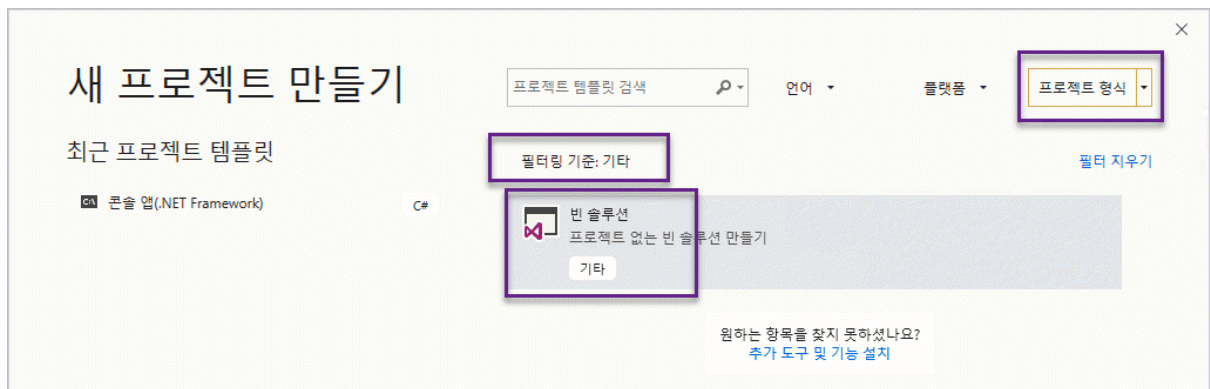 새 프로젝트 만들기
프로젝트 템플릿 검색
언어
플랫폼
프로젝트 형식
최근 프로젝트 템플릿
필터링 기준: 기타
필터 지우기
콘솔 앱(.NET Framework)
C#
빈 솔루션
프로젝트 없는 빈 솔루션 만들기
기타
원하는 항목을 찾지 못하셨나요?
추가 도구 및 기능 설치